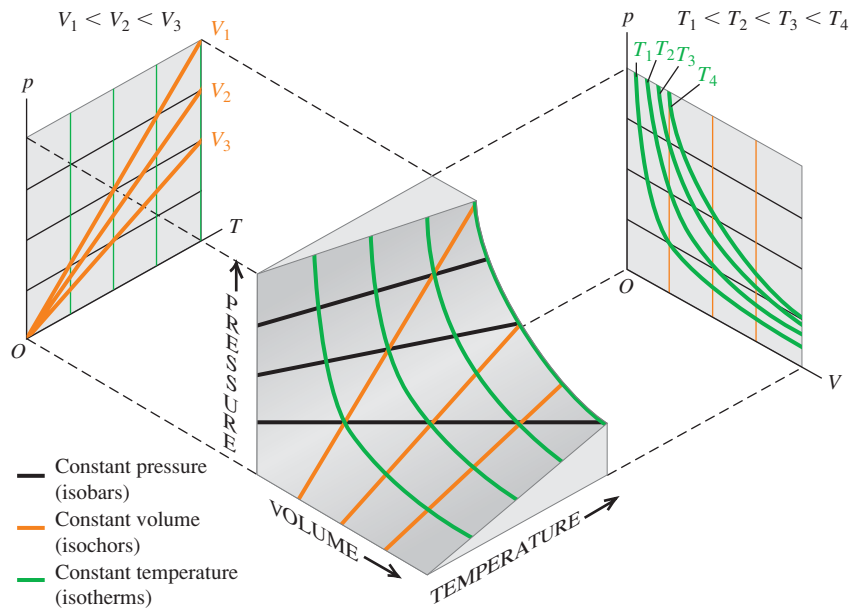 V₁ < V₂ < V₃
V₁
p
V₂
V₃
T
O
T₁ < T₂ < T₃ < T₄
p
T₁ T₂ T₃
T₄
O
V
PRESSURE
VOLUME
TEMPERATURE
Constant pressure
(isobars)
Constant volume
(isochors)
Constant temperature
(isotherms)